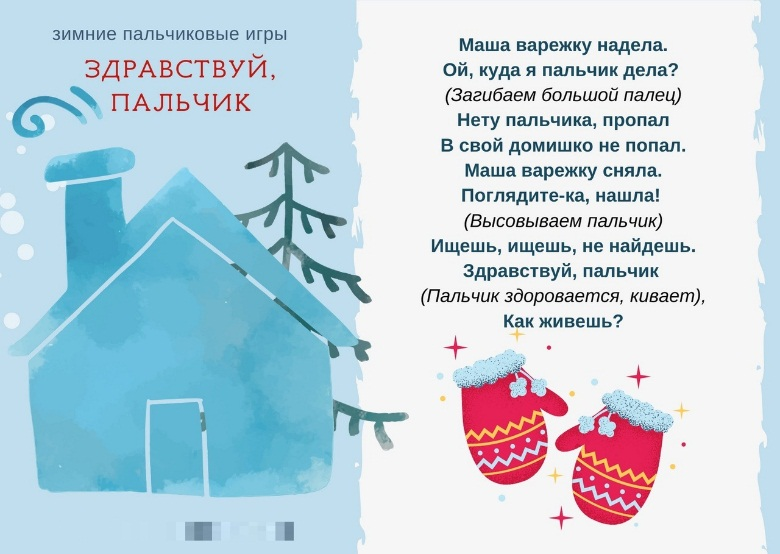 зимние пальчиковые игры
ЗДРАВСТВУЙ,
ПАЛЬЧИК
Маша варежку надела.
Ой, куда я пальчик дела?
(Загибаем большой палец)
Нету пальчика, пропал
В свой домишко не попал.
Маша варежку сняла.
Поглядите-ка, нашла!
(Высовываем пальчик)
Ищешь, ищешь, не найдешь.
Здравствуй, пальчик
(Пальчик здоровается, кивает),
Как живешь?